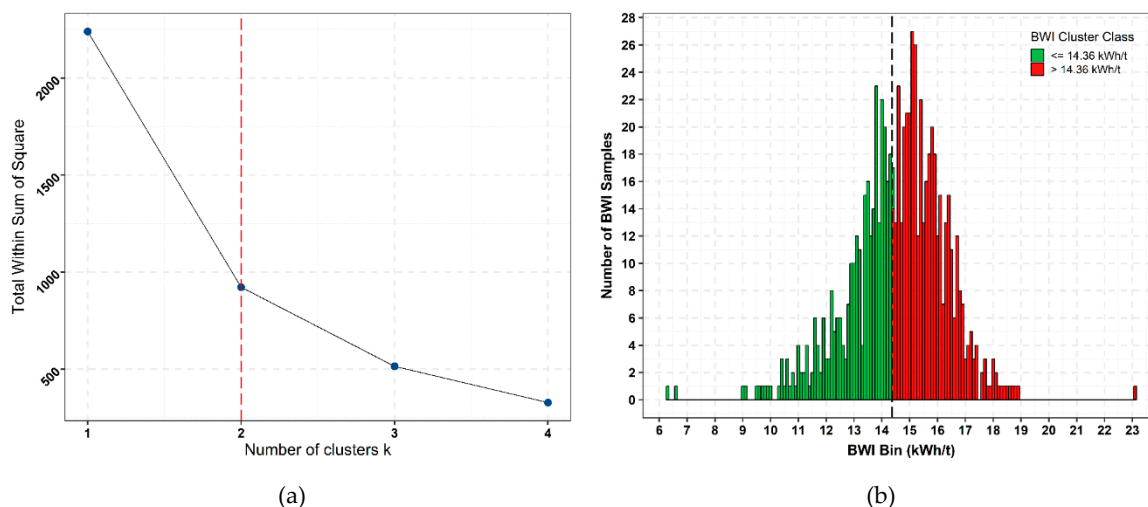 Total Within Sum of Square
2000
1500
1000
500
1 2 3 4
Number of clusters k
(a)
Number of BWI Samples
28
26
24
22
20
18
16
14
12
10
8
6
4
2
0
BWI Cluster Class
<= 14.36 kWh/t
> 14.36 kWh/t
6 7 8 9 10 11 12 13 14 15 16 17 18 19 20 21 22 23
BWI Bin (kWh/t)
(b)